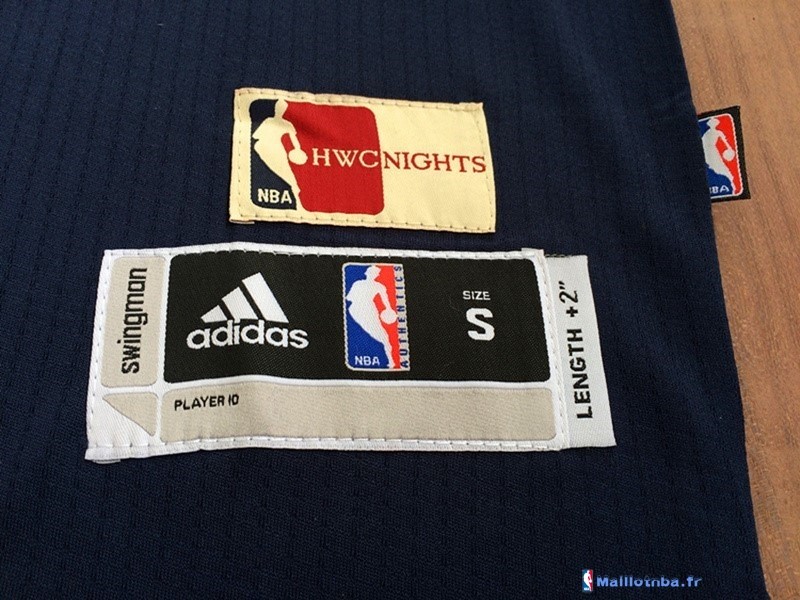 HWC NIGHTS
NBA
NBA
swingman
adidas
NBA
AUTHENTICS
SIZE
S
LENGTH +2"
PLAYER ID
Maillotnba.fr